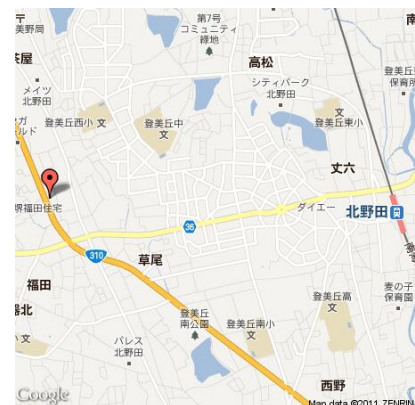 〒
美野局
第7号
コミュニティ
緑地
高松
茶屋
メイツ
北野田
シティパーク
北野田
登美丘
保育所
登美丘西小
文
登美丘中
文
登美丘東小
文
丈六
堺福田住宅
36
ダイエー
北野田
310
草尾
福田
麦の子
保育園
登美丘
南公園
登美丘南小
文
登美丘高
文
パレス
北野田
西野
Google
Map data ©2011 ZENRIN